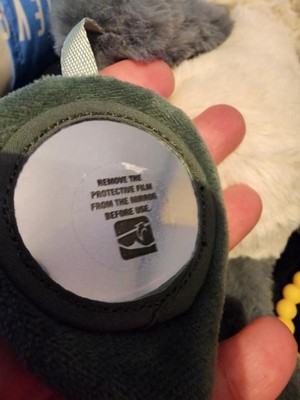 REMOVE THE
PROTECTIVE FILM
FROM THE MIRROR
BEFORE USE.